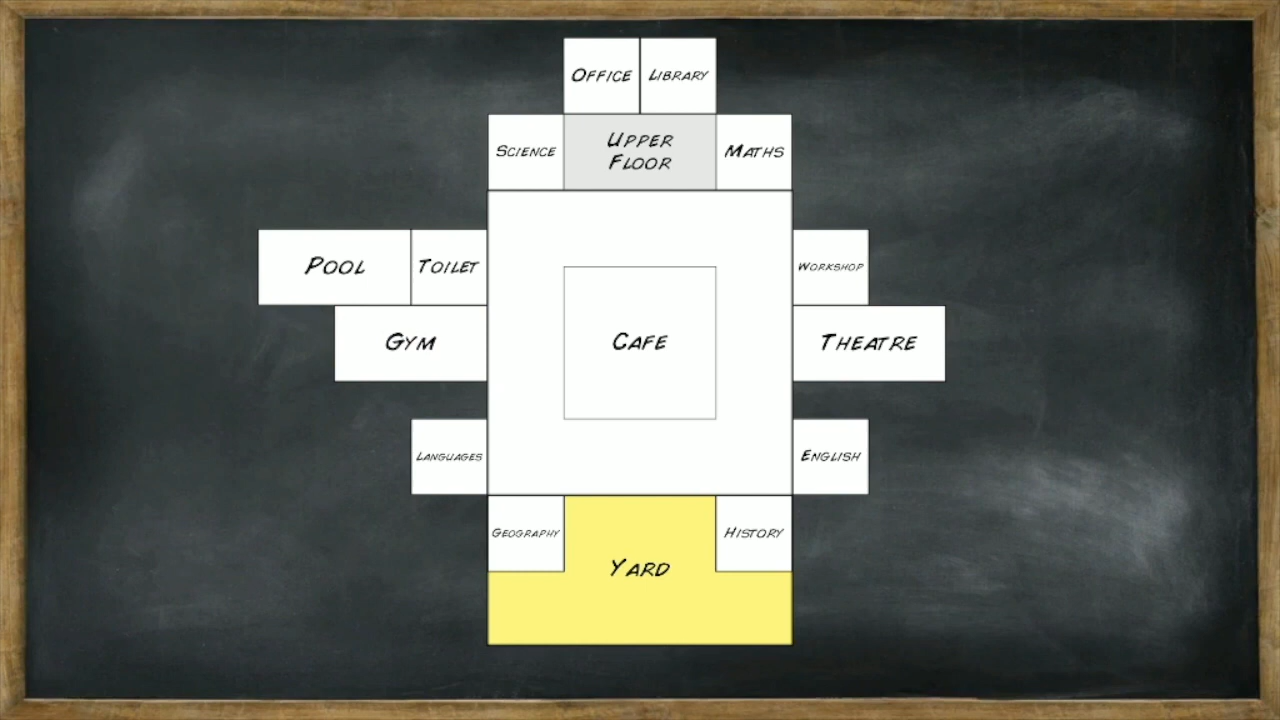 OFFICE LIBRARY
SCIENCE UPPER FLOOR MATHS
POOL TOILET WORKSHOP
GYM CAFE THEATRE
LANGUAGES ENGLISH
GEOGRAPHY HISTORY
YARD